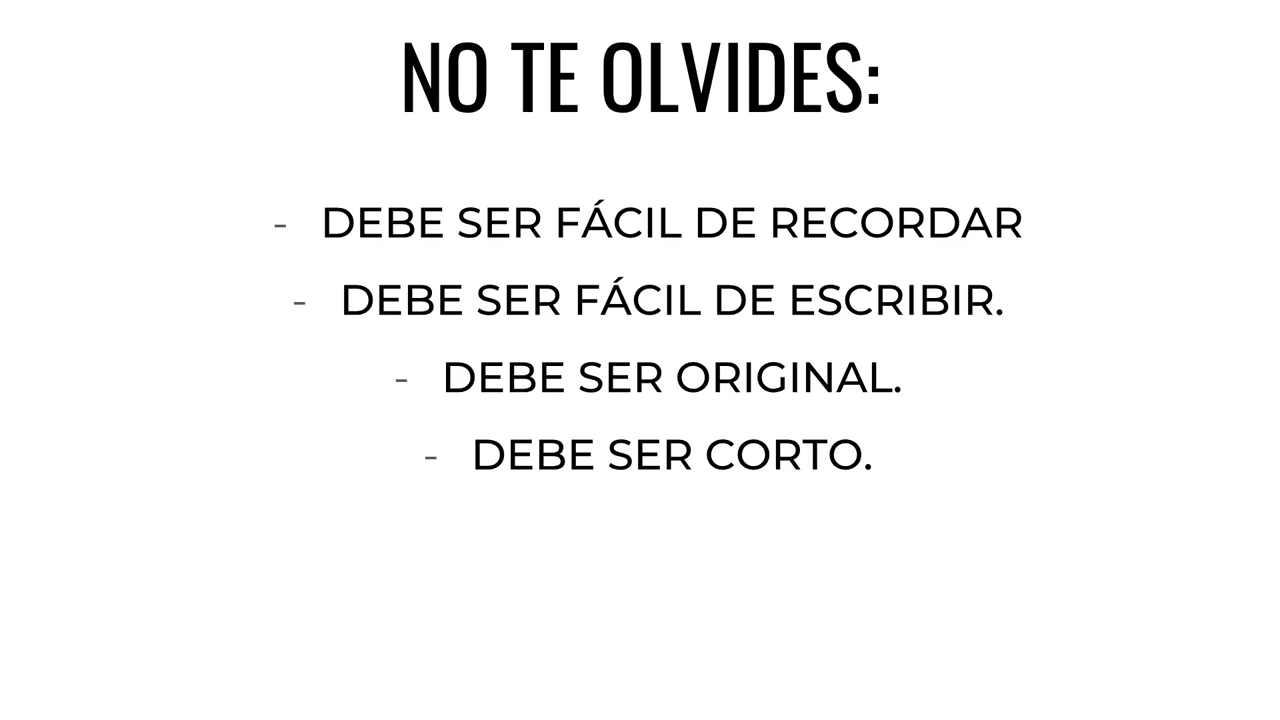 NO TE OLVIDES:
- DEBE SER FÁCIL DE RECORDAR
- DEBE SER FÁCIL DE ESCRIBIR.
- DEBE SER ORIGINAL.
- DEBE SER CORTO.